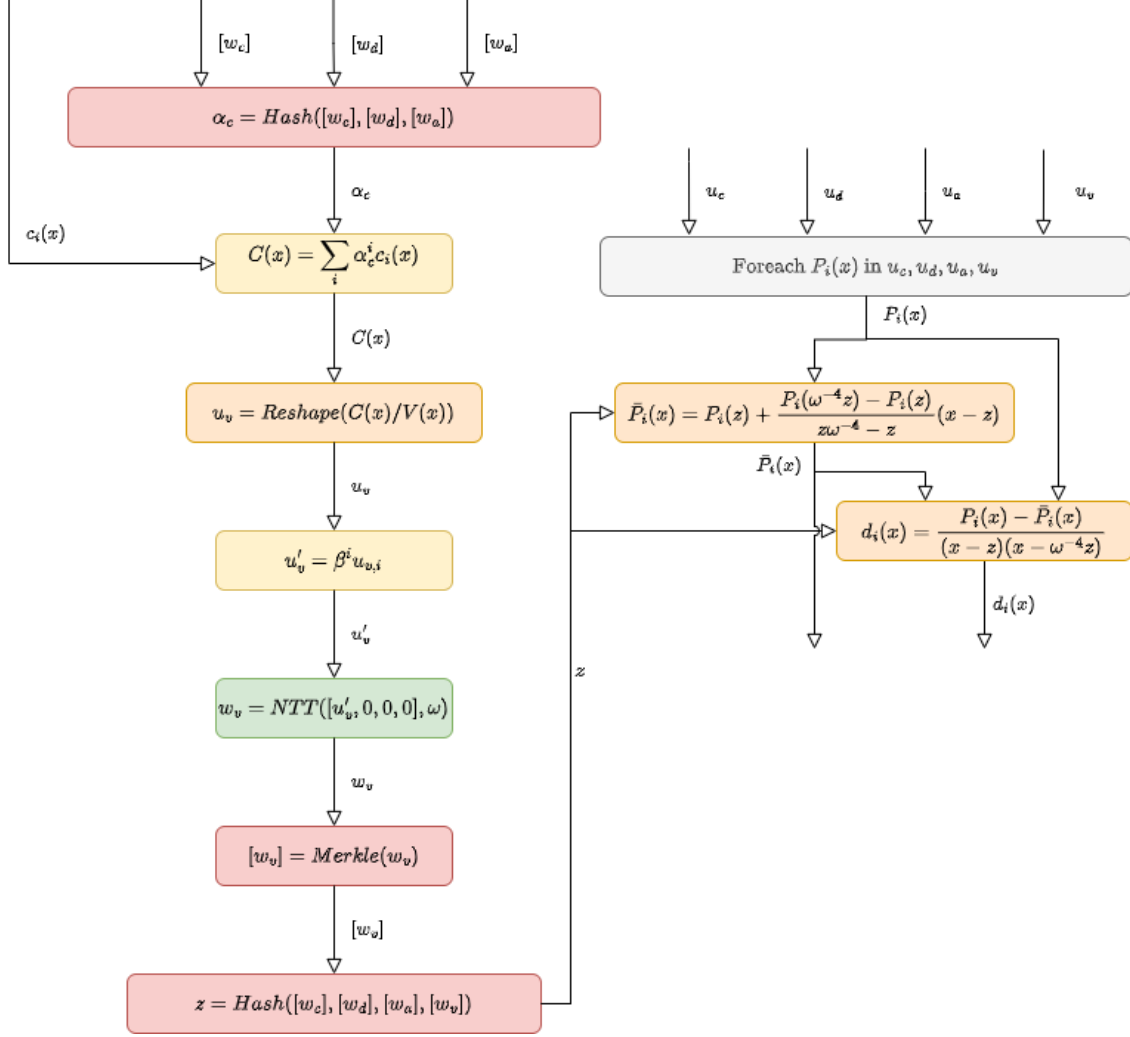 [w_c]
[w_d]
[w_a]
α_c = Hash([w_c], [w_d], [w_a])
α_c
c_i(x)
C(x) = ∑_i α_c^i c_i(x)
C(x)
u_v = Reshape(C(x)/V(x))
u_v
u'_v = β^i u_{v,i}
u'_v
w_v = NTT([u'_v, 0, 0, 0], ω)
w_v
[w_v] = Merkle(w_v)
[w_v]
z = Hash([w_c], [w_d], [w_a], [w_v])
z
u_c
u_d
u_a
u_v
Foreach P_i(x) in u_c, u_d, u_a, u_v
P_i(x)
P̄_i(x) = P_i(z) + \frac{P_i(ω^{-4}z) - P_i(z)}{zω^{-4} - z}(x - z)
P̄_i(x)
d_i(x) = \frac{P_i(x) - P̄_i(x)}{(x - z)(x - ω^{-4}z)}
d_i(x)